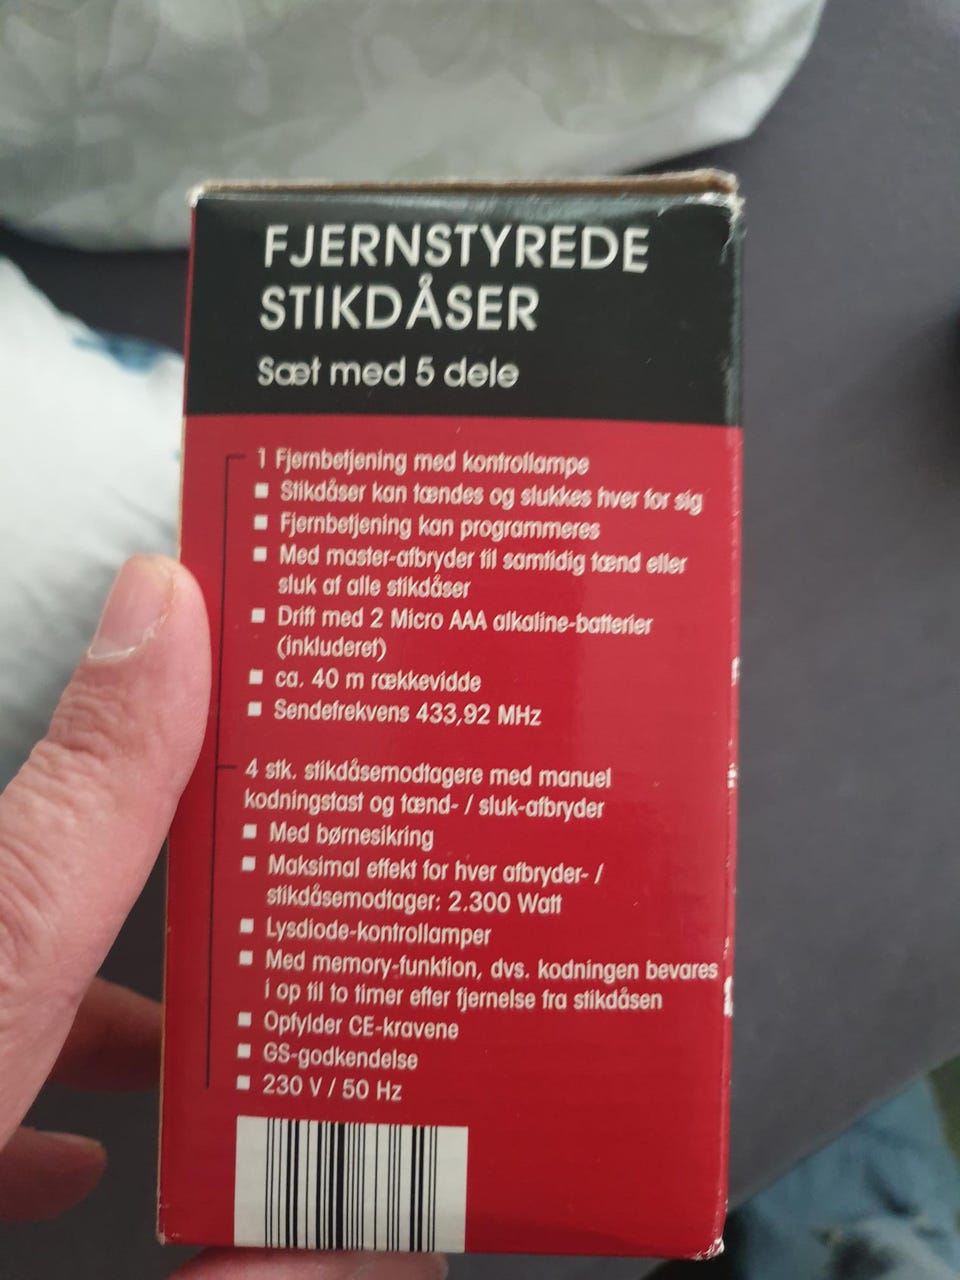 FJERNSTYREDE
STIKDÅSER
Sæt med 5 dele
1 Fjernbetjening med kontrollampe
■ Stikdåser kan tændes og slukkes hver for sig
■ Fjernbetjening kan programmeres
■ Med master-afbryder til samtidig tænd eller
sluk af alle stikdåser
■ Drift med 2 Micro AAA alkaline-batterier
(inkluderet)
■ ca. 40 m rækkevidde
■ Sendefrekvens 433,92 MHz
4 stk. stikdåsemodtagere med manuel
kodningstast og tænd- / sluk-afbryder
■ Med børnesikring
■ Maksimal effekt for hver afbryder- /
stikdåsemodtager: 2.300 Watt
■ Lysdiode-kontrollamper
■ Med memory-funktion, dvs. kodningen bevares
i op til to timer efter fjernelse fra stikdåsen
■ Opfylder CE-kravene
■ GS-godkendelse
■ 230 V / 50 Hz